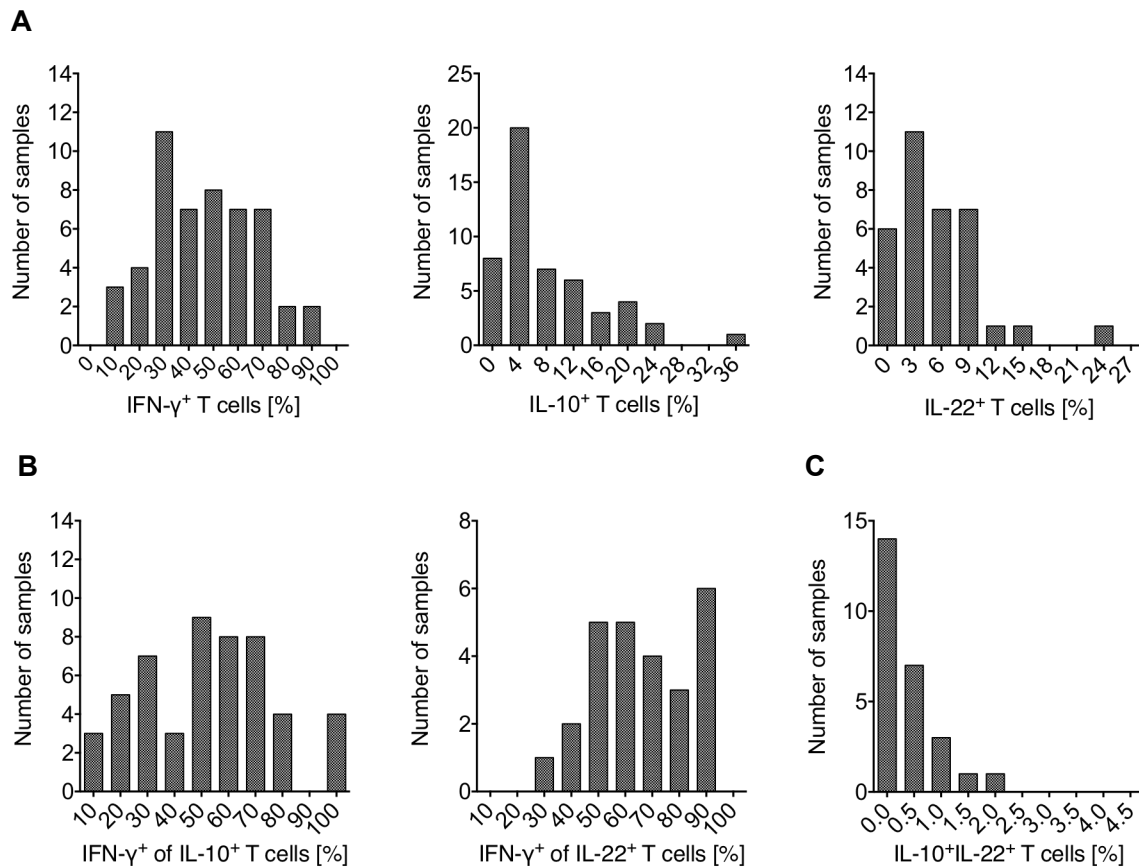 A
Number of samples
14
12
10
8
6
4
2
0
0 10 20 30 40 50 60 70 80 90 100
IFN-γ⁺ T cells [%]
Number of samples
25
20
15
10
5
0
0 4 8 12 16 20 24 28 32 36
IL-10⁺ T cells [%]
Number of samples
14
12
10
8
6
4
2
0
0 3 6 9 12 15 18 21 24 27
IL-22⁺ T cells [%]
B
Number of samples
14
12
10
8
6
4
2
0
10 20 30 40 50 60 70 80 90 100
IFN-γ⁺ of IL-10⁺ T cells [%]
Number of samples
8
6
4
2
0
10 20 30 40 50 60 70 80 90 100
IFN-γ⁺ of IL-22⁺ T cells [%]
C
Number of samples
15
10
5
0
0.0 0.5 1.0 1.5 2.0 2.5 3.0 3.5 4.0 4.5
IL-10⁺IL-22⁺ T cells [%]